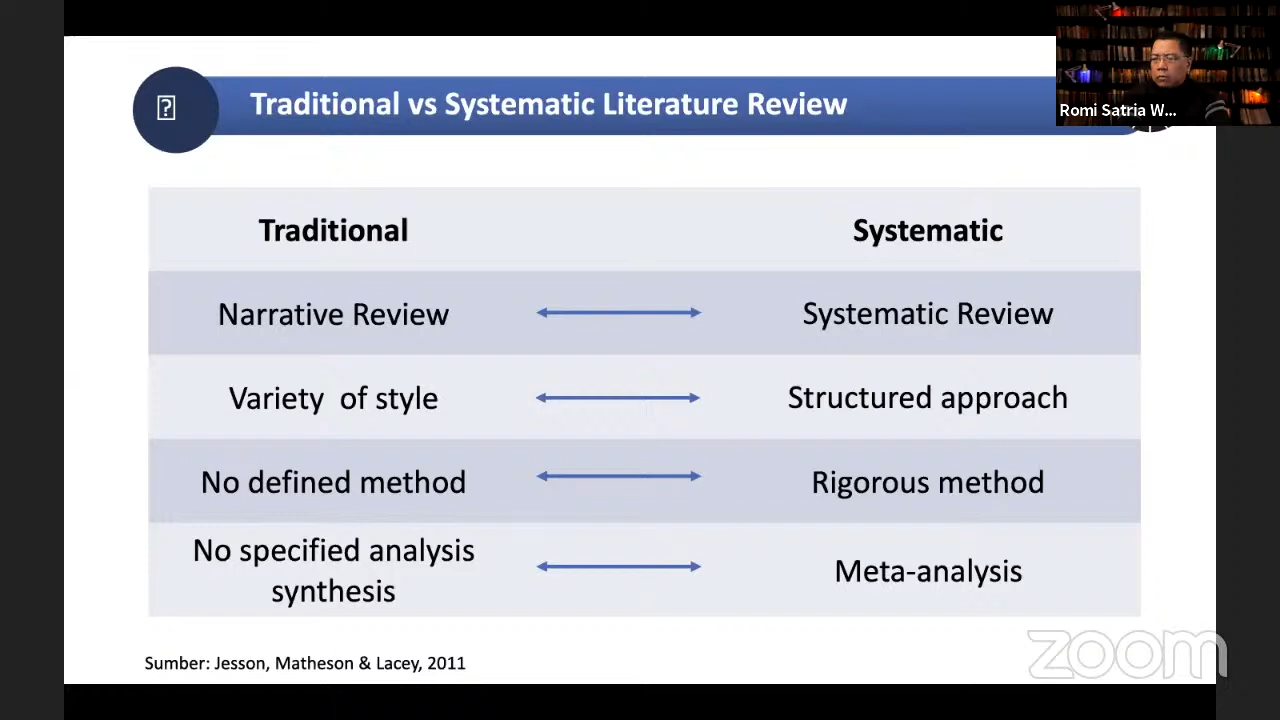 Traditional vs Systematic Literature Review
Romi Satria W...
Traditional
Systematic
Narrative Review
Systematic Review
Variety of style
Structured approach
No defined method
Rigorous method
No specified analysis
synthesis
Meta-analysis
Sumber: Jesson, Matheson & Lacey, 2011
zoom